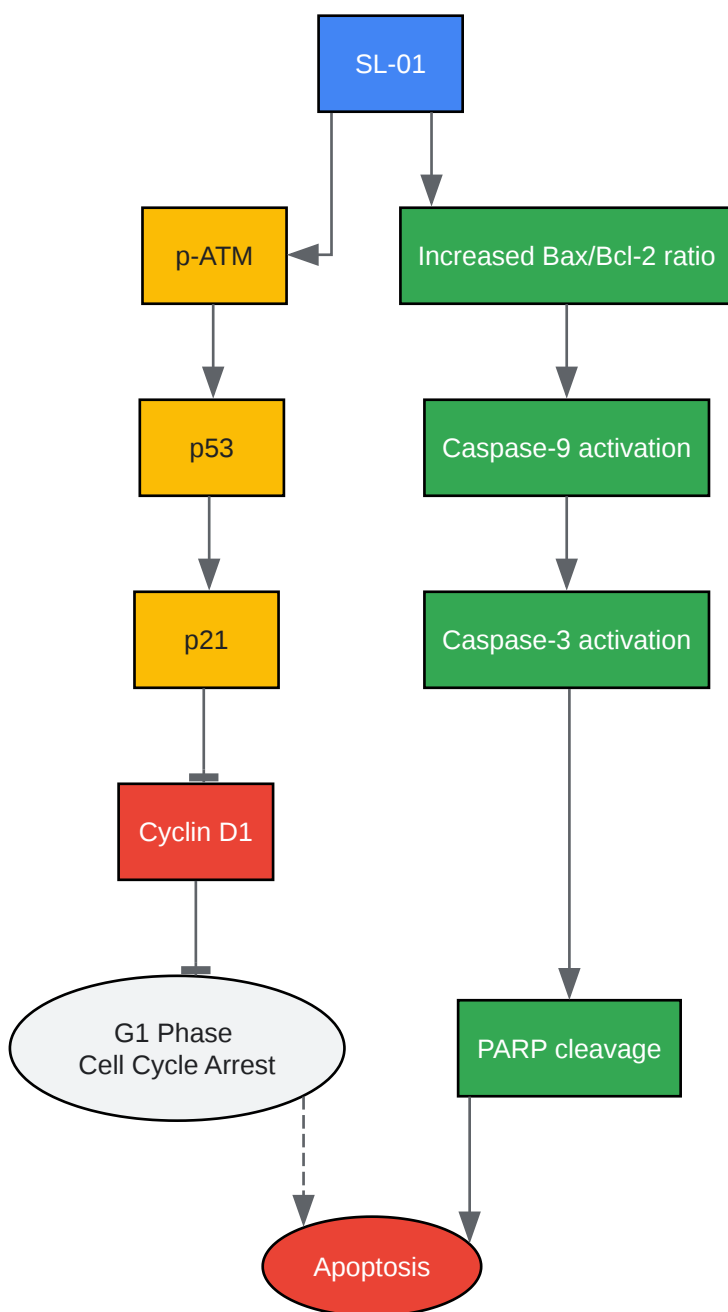 SL-01
p-ATM
Increased Bax/Bcl-2 ratio
p53
Caspase-9 activation
p21
Caspase-3 activation
Cyclin D1
G1 Phase
Cell Cycle Arrest
PARP cleavage
Apoptosis